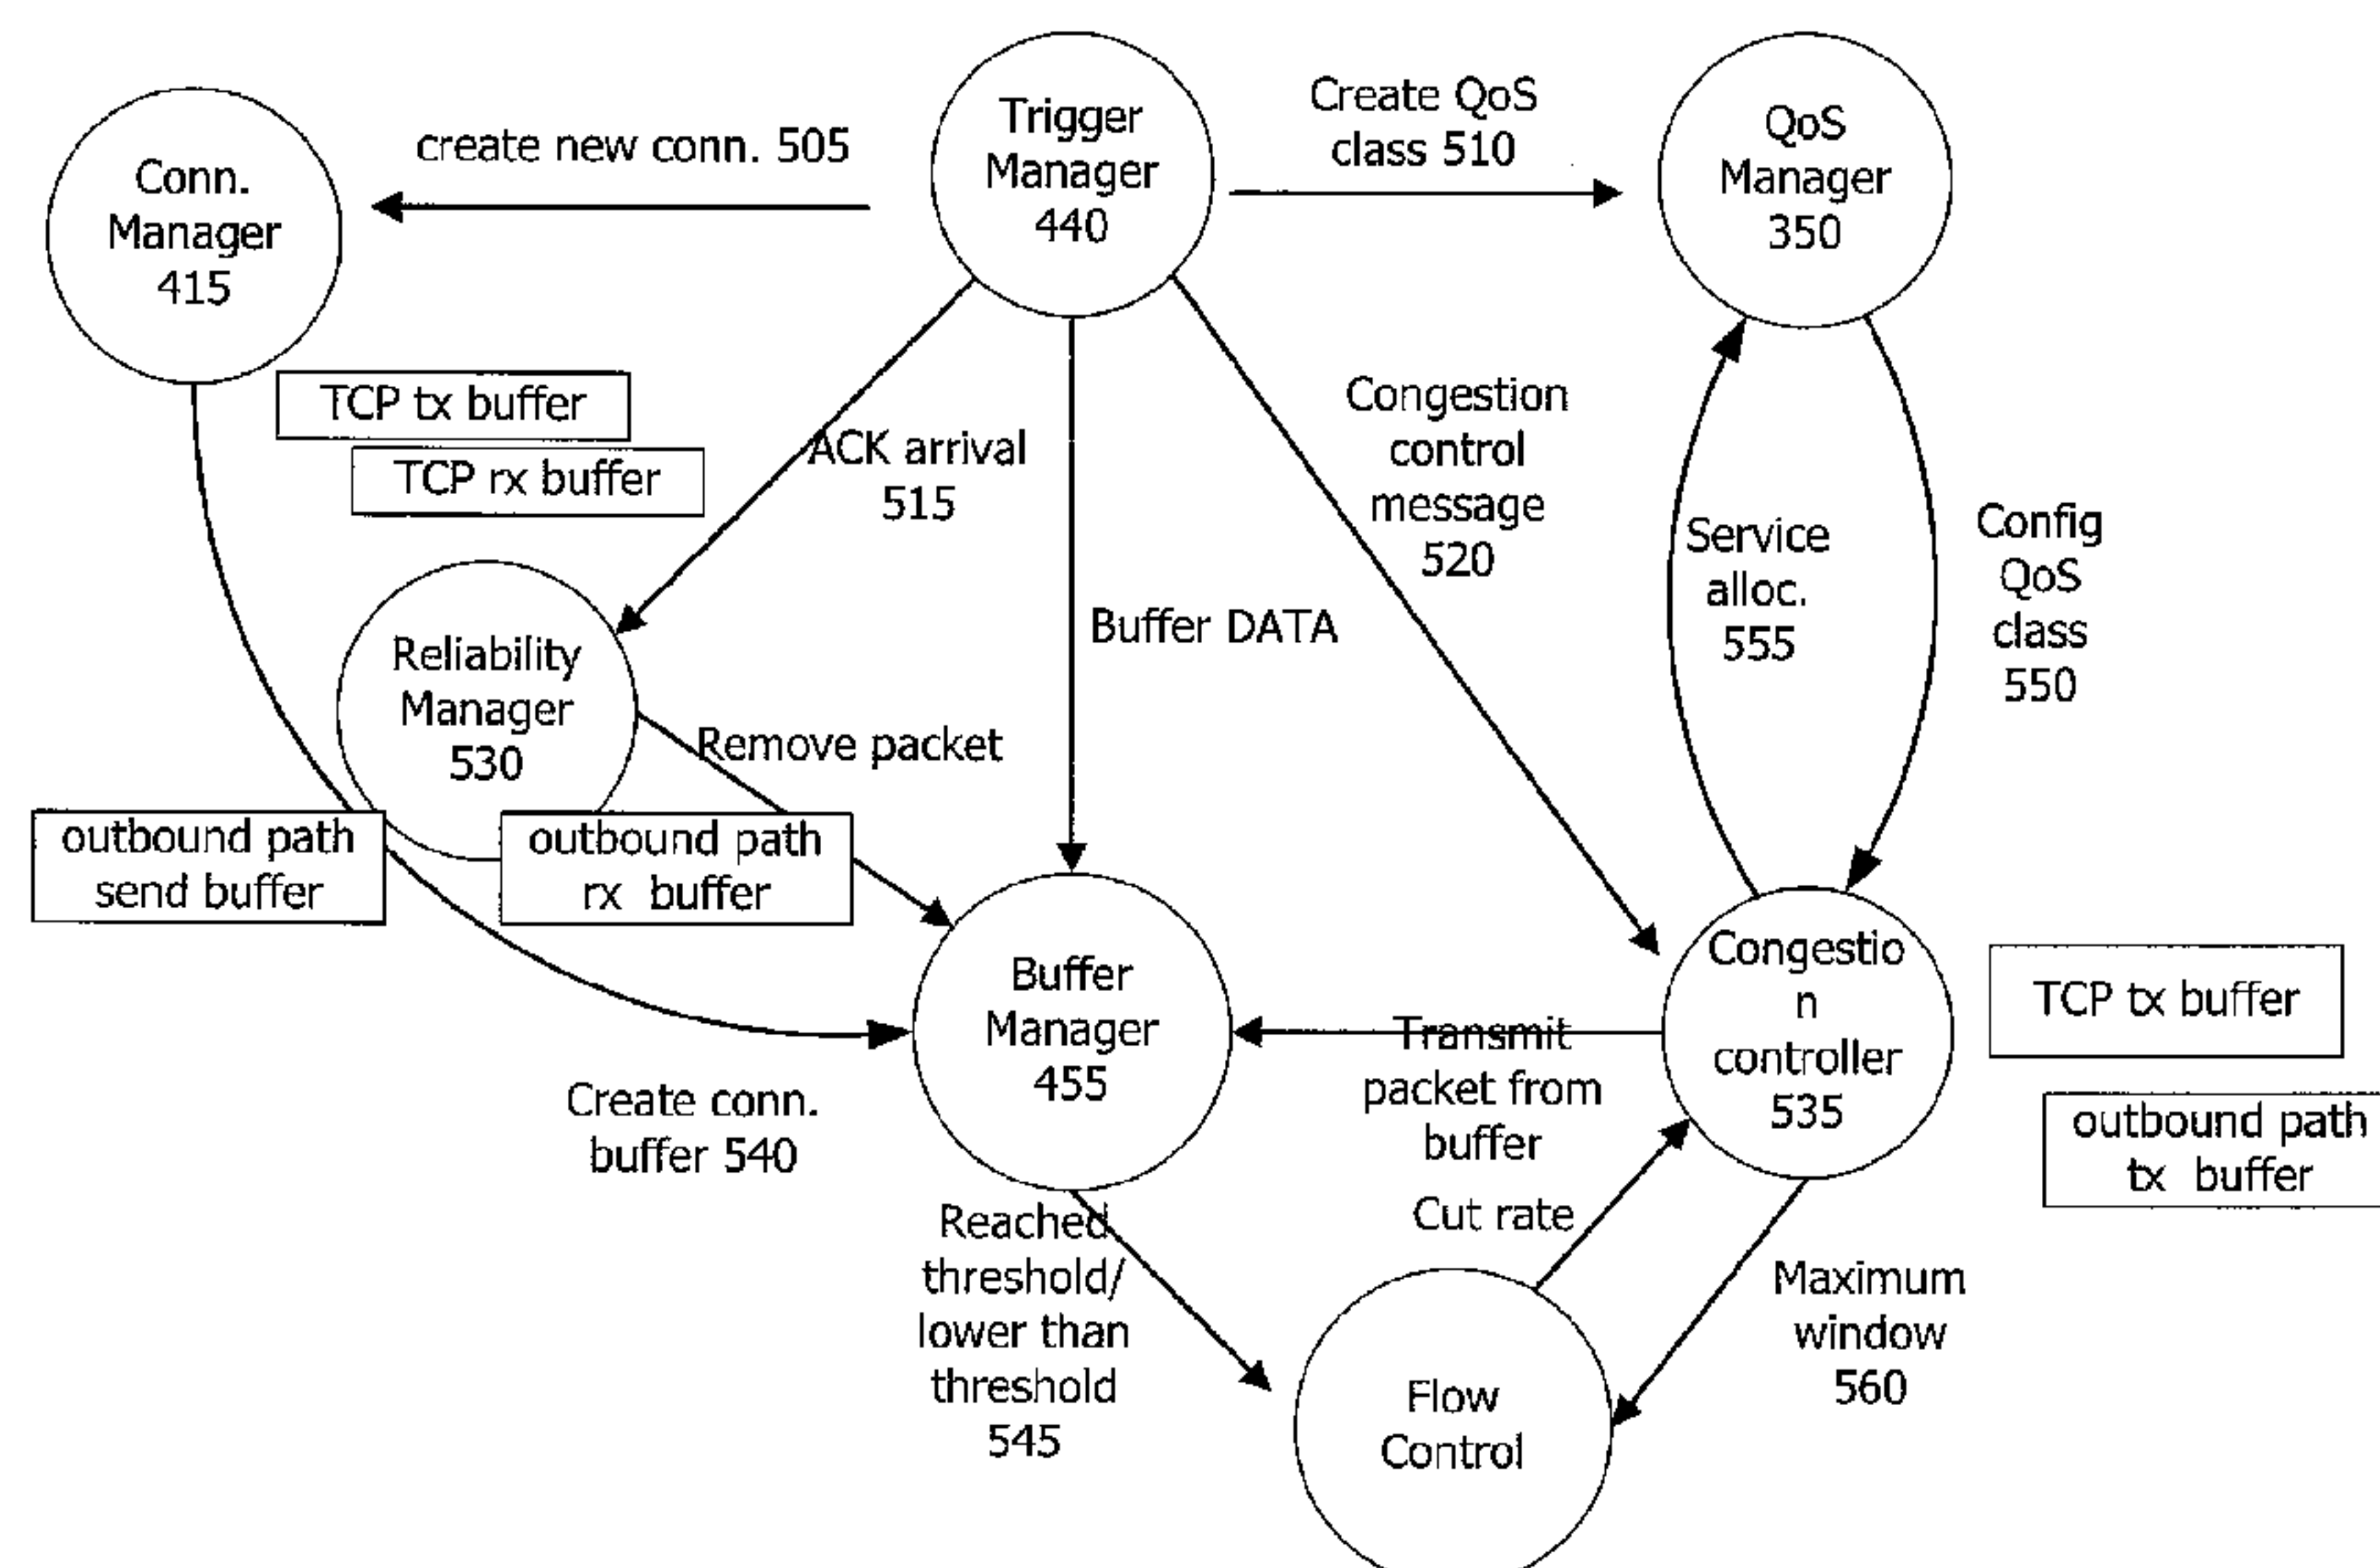 Conn.
Manager
415
create new conn. 505
Trigger
Manager
440
Create QoS
class 510
QoS
Manager
350
TCP tx buffer
TCP rx buffer
ACK arrival
515
Congestion
control
message
520
Service
alloc.
555
Config
QoS
class
550
Buffer DATA
Reliability
Manager
530
Remove packet
outbound path
send buffer
outbound path
rx buffer
Buffer
Manager
455
Congestio
n
controller
535
TCP tx buffer
outbound path
tx buffer
Create conn.
buffer 540
Transmit
packet from
buffer
Reached
threshold/
lower than
threshold
545
Cut rate
Maximum
window
560
Flow
Control